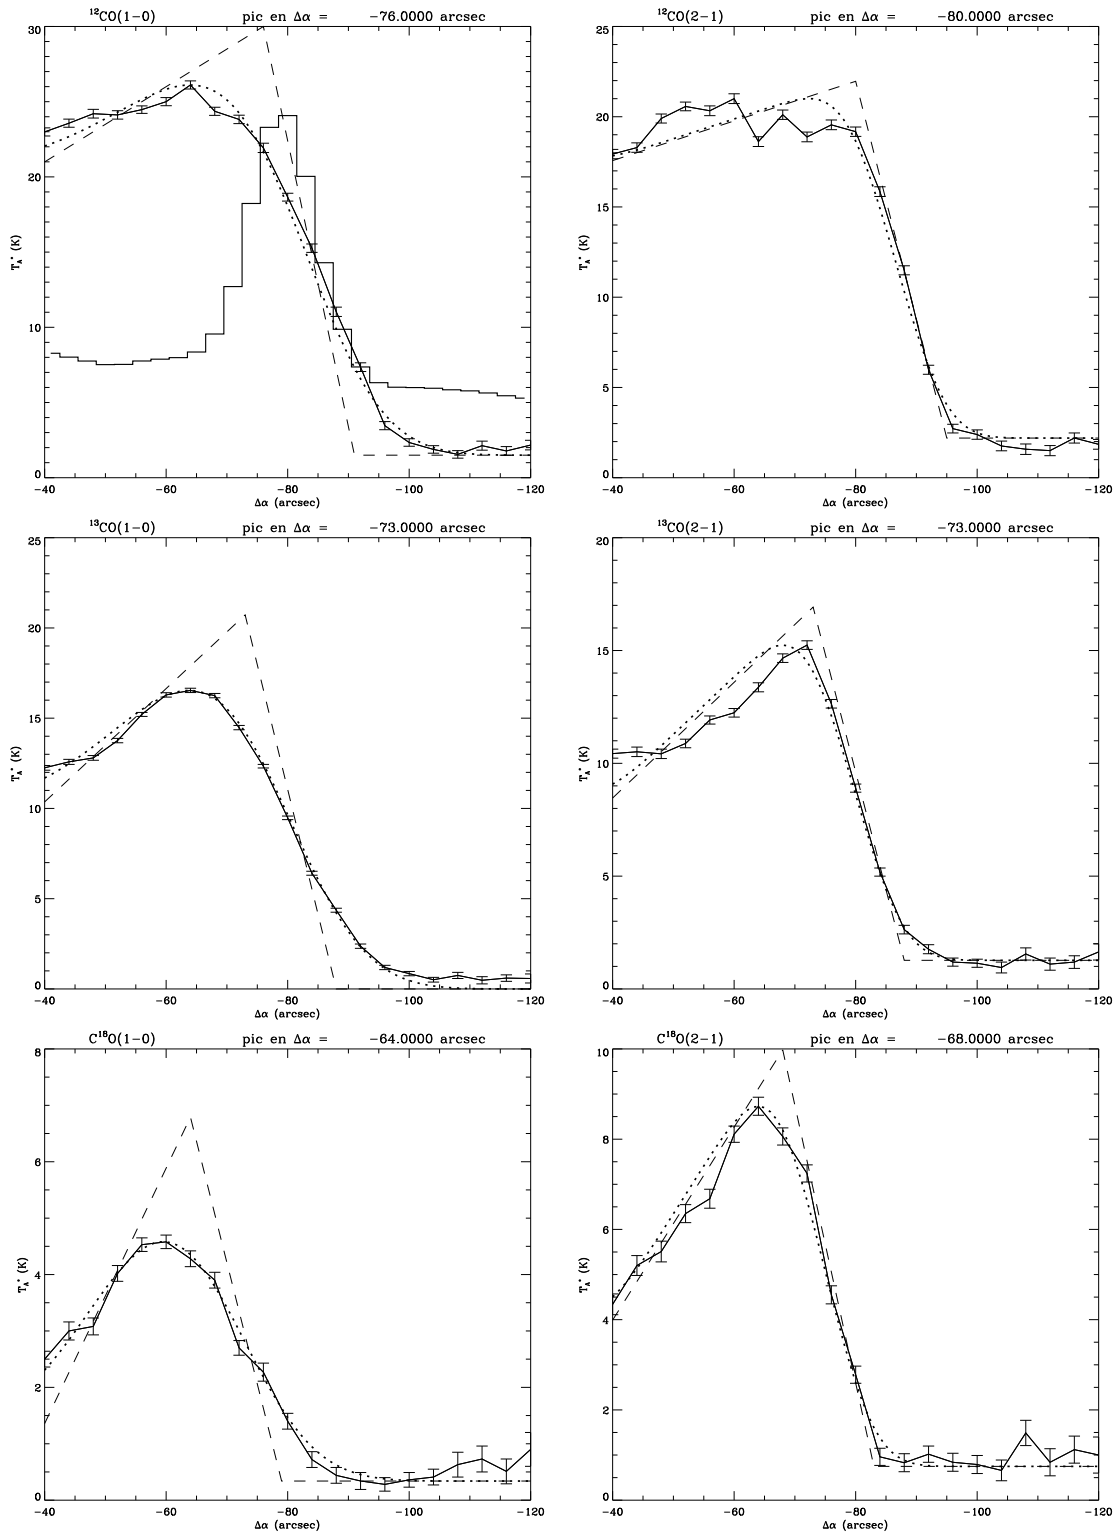 ¹²CO(1−0) pic en Δα = −76.0000 arcsec
30
20
10
0
T_A^* (K)
−40 −60 −80 −100 −120
Δα (arcsec)
¹²CO(2−1) pic en Δα = −80.0000 arcsec
25
20
15
10
5
0
T_A^* (K)
−40 −60 −80 −100 −120
Δα (arcsec)
¹³CO(1−0) pic en Δα = −73.0000 arcsec
25
20
15
10
5
0
T_A^* (K)
−40 −60 −80 −100 −120
Δα (arcsec)
¹³CO(2−1) pic en Δα = −73.0000 arcsec
20
15
10
5
0
T_A^* (K)
−40 −60 −80 −100 −120
Δα (arcsec)
C¹⁸O(1−0) pic en Δα = −64.0000 arcsec
8
6
4
2
0
T_A^* (K)
−40 −60 −80 −100 −120
Δα (arcsec)
C¹⁸O(2−1) pic en Δα = −68.0000 arcsec
10
8
6
4
2
0
T_A^* (K)
−40 −60 −80 −100 −120
Δα (arcsec)